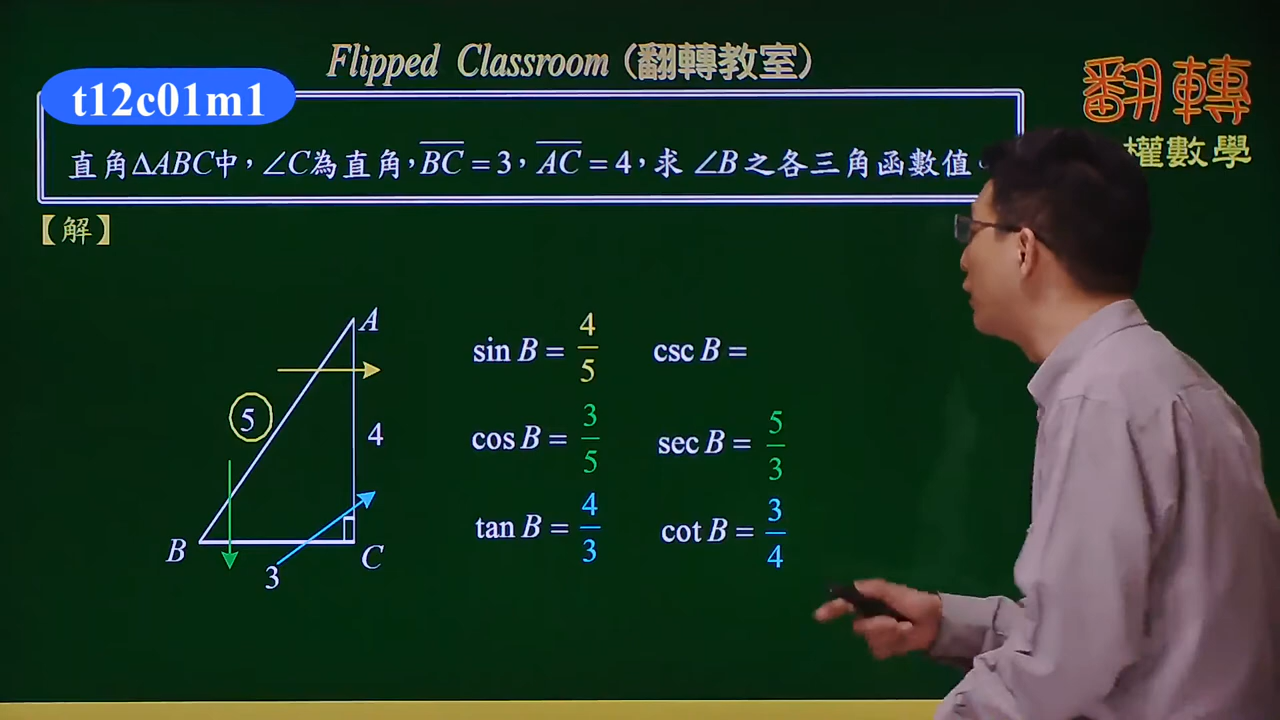 Flipped Classroom (翻轉教室)
翻轉
權數學
t12c01m1
直角ΔABC中,∠C為直角,BC̅=3,AC̅=4,求∠B之各三角函數值。
【解】
A
5
4
B
C
3
sin B = 4/5
csc B =
cos B = 3/5
sec B = 5/3
tan B = 4/3
cot B = 3/4